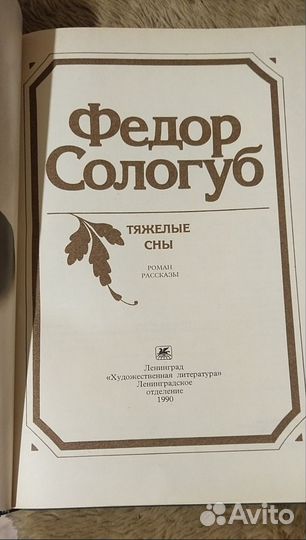 Федор
Сологуб
ТЯЖЕЛЫЕ
СНЫ
РОМАН
РАССКАЗЫ
Ленинград
«Художественная литература»
Ленинградское
отделение
1990
Avito